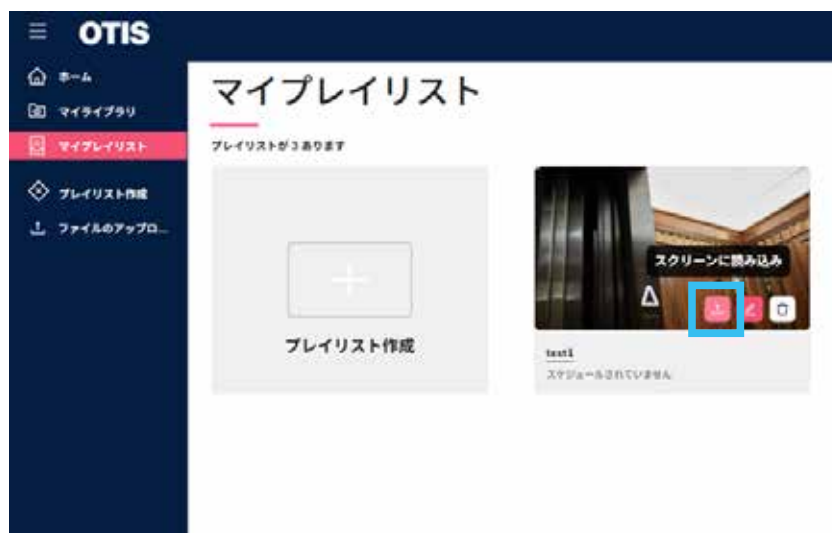 OTIS
ホーム
マイライブラリ
マイプレイリスト
プレイリスト作成
ファイルのアップロ...
マイプレイリスト
プレイリストが 3 あります
プレイリスト作成
スクリーンに読み込み
test1
スケジュールされていません